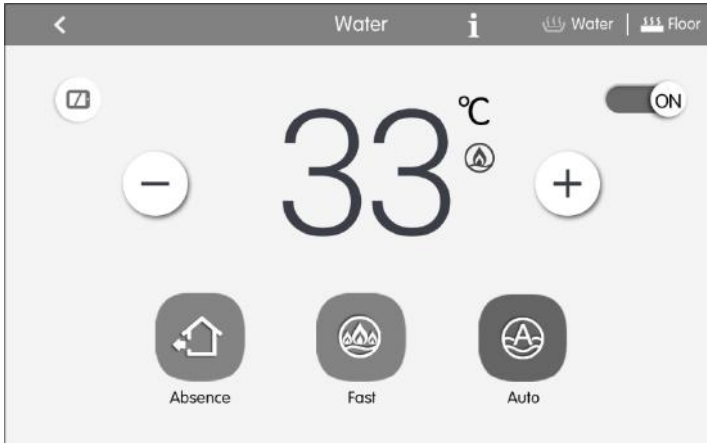 Water i Water Floor
℃ ON
33
− +
A
Absence Fast Auto